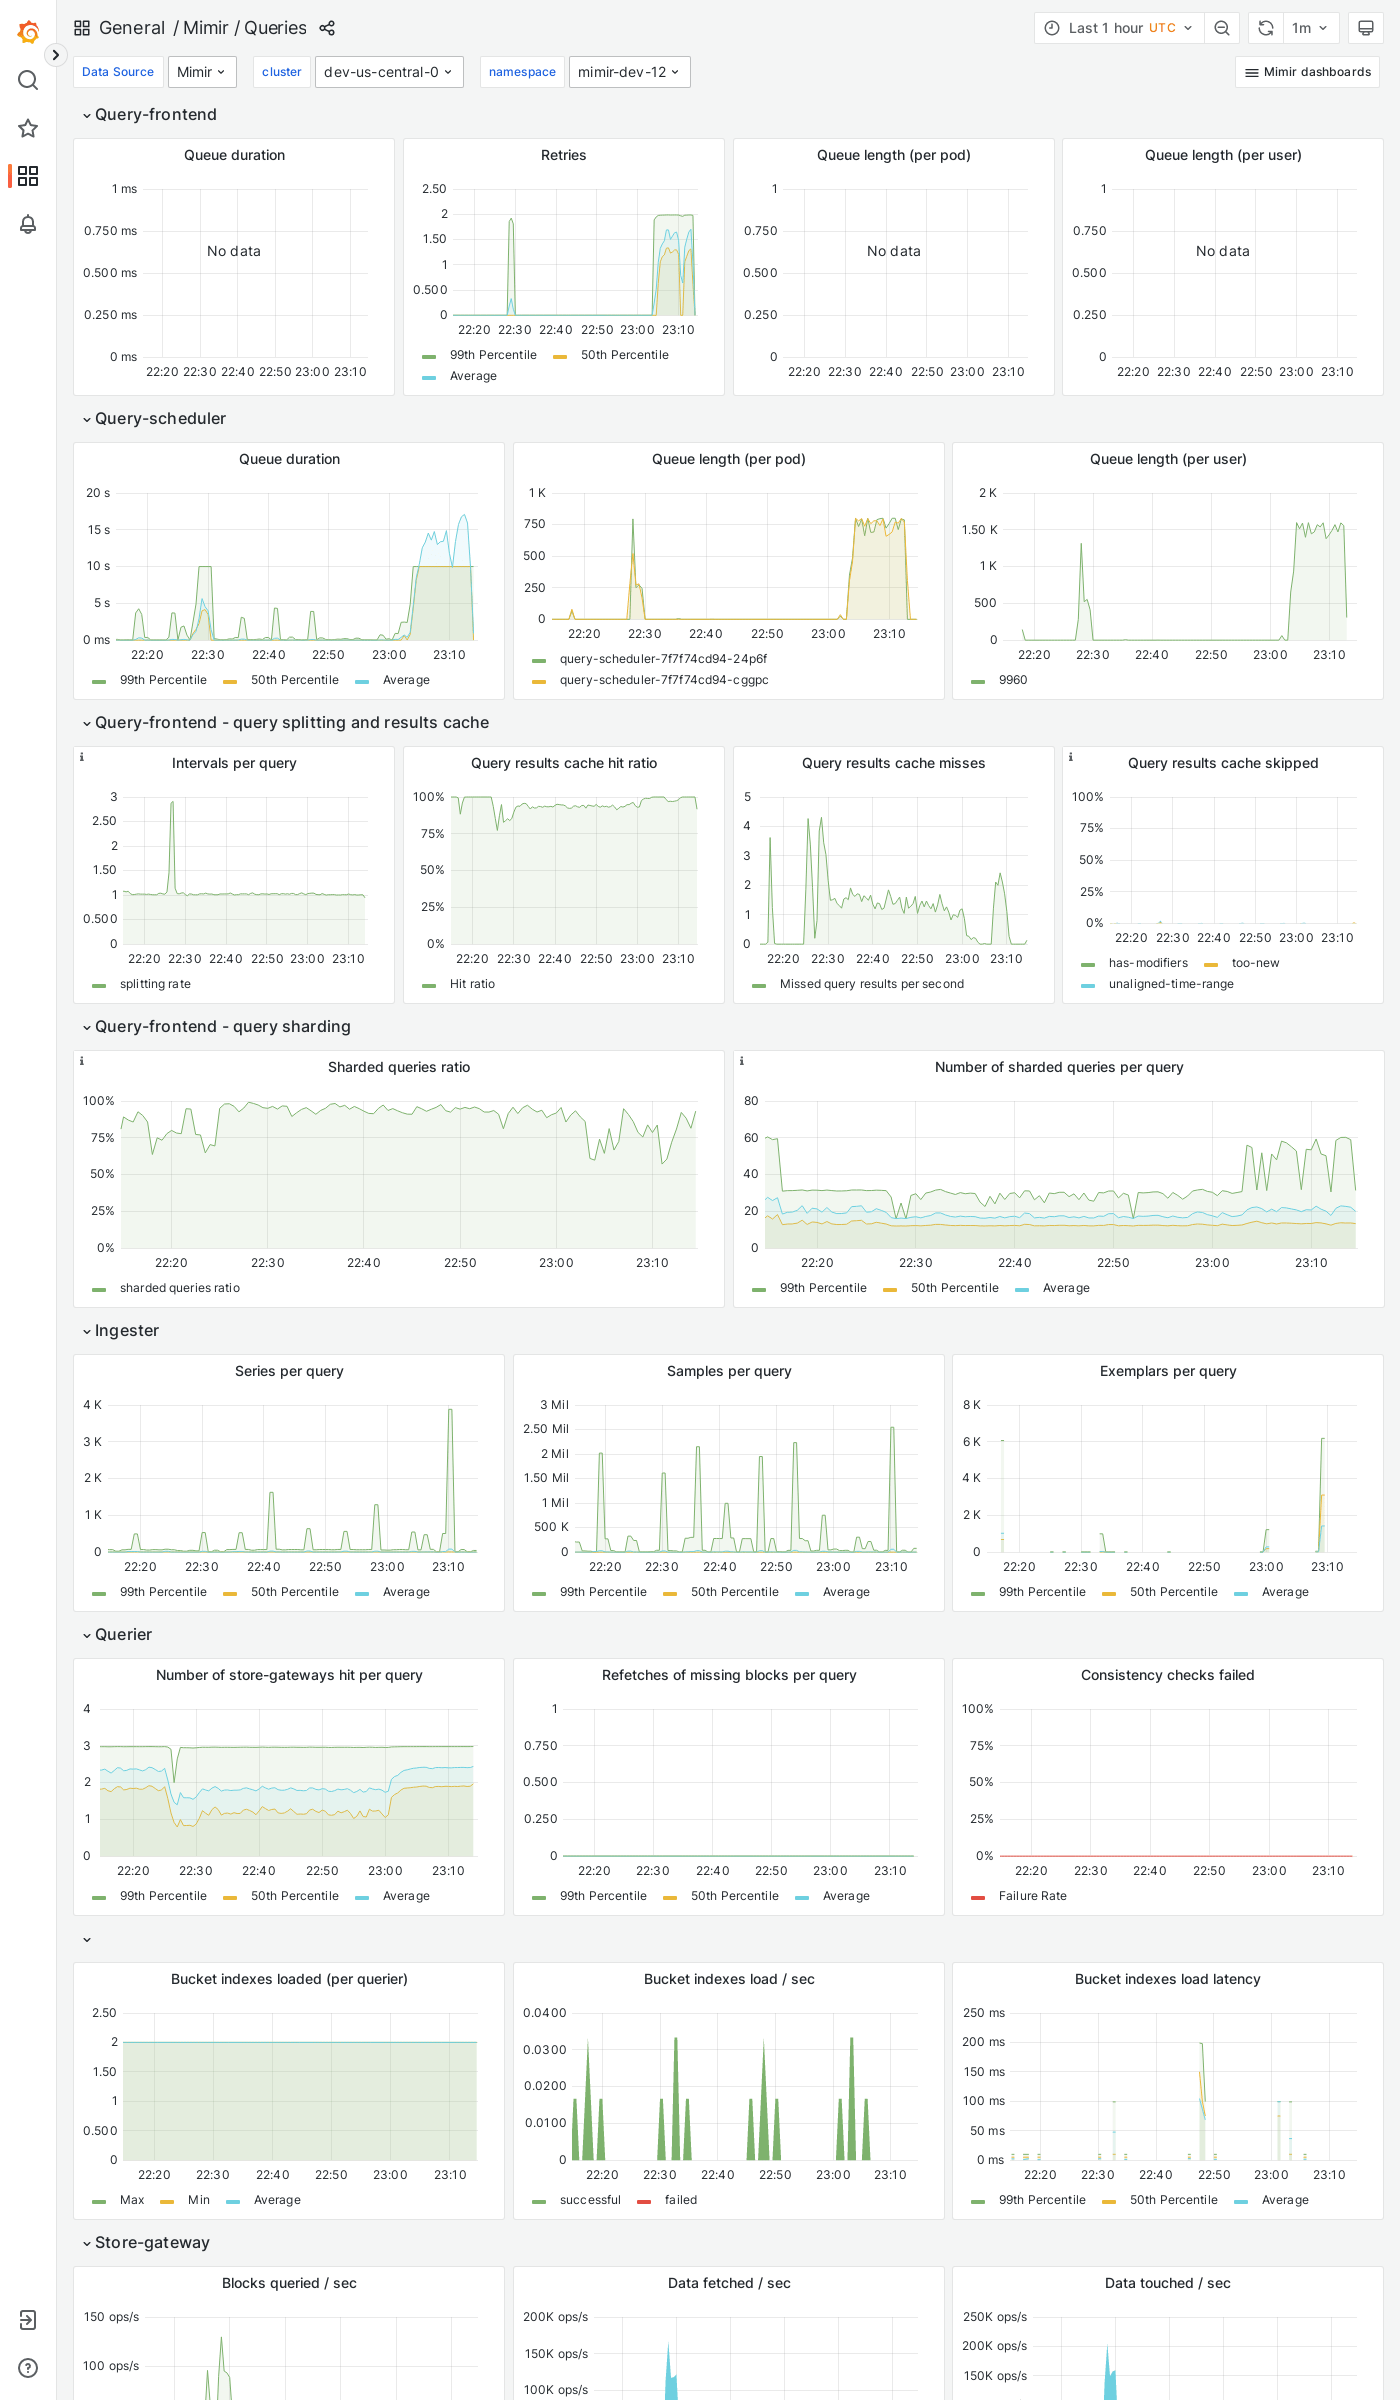 General / Mimir / Queries
Last 1 hour UTC
1m
Data Source Mimir cluster dev-us-central-0 namespace mimir-dev-12 Mimir dashboards
Query-frontend
Queue duration
1 ms
0.750 ms
0.500 ms
0.250 ms
0 ms
No data
22:20 22:30 22:40 22:50 23:00 23:10
Retries
2.50
2
1.50
1
0.500
0
22:20 22:30 22:40 22:50 23:00 23:10
99th Percentile 50th Percentile
Average
Queue length (per pod)
1
0.750
0.500
0.250
0
No data
22:20 22:30 22:40 22:50 23:00 23:10
Queue length (per user)
1
0.750
0.500
0.250
0
No data
22:20 22:30 22:40 22:50 23:00 23:10
Query-scheduler
Queue duration
20 s
15 s
10 s
5 s
0 ms
22:20 22:30 22:40 22:50 23:00 23:10
99th Percentile 50th Percentile Average
Queue length (per pod)
1 K
750
500
250
0
22:20 22:30 22:40 22:50 23:00 23:10
query-scheduler-7f7f74cd94-24p6f
query-scheduler-7f7f74cd94-cggpc
Queue length (per user)
2 K
1.50 K
1 K
500
0
22:20 22:30 22:40 22:50 23:00 23:10
9960
Query-frontend - query splitting and results cache
Intervals per query
3
2.50
2
1.50
1
0.500
0
22:20 22:30 22:40 22:50 23:00 23:10
splitting rate
Query results cache hit ratio
100%
75%
50%
25%
0%
22:20 22:30 22:40 22:50 23:00 23:10
Hit ratio
Query results cache misses
5
4
3
2
1
0
22:20 22:30 22:40 22:50 23:00 23:10
Missed query results per second
Query results cache skipped
100%
75%
50%
25%
0%
22:20 22:30 22:40 22:50 23:00 23:10
has-modifiers too-new
unaligned-time-range
Query-frontend - query sharding
Sharded queries ratio
100%
75%
50%
25%
0%
22:20 22:30 22:40 22:50 23:00 23:10
sharded queries ratio
Number of sharded queries per query
80
60
40
20
0
22:20 22:30 22:40 22:50 23:00 23:10
99th Percentile 50th Percentile Average
Ingester
Series per query
4 K
3 K
2 K
1 K
0
22:20 22:30 22:40 22:50 23:00 23:10
99th Percentile 50th Percentile Average
Samples per query
3 Mil
2.50 Mil
2 Mil
1.50 Mil
1 Mil
500 K
0
22:20 22:30 22:40 22:50 23:00 23:10
99th Percentile 50th Percentile Average
Exemplars per query
8 K
6 K
4 K
2 K
0
22:20 22:30 22:40 22:50 23:00 23:10
99th Percentile 50th Percentile Average
Querier
Number of store-gateways hit per query
4
3
2
1
0
22:20 22:30 22:40 22:50 23:00 23:10
99th Percentile 50th Percentile Average
Refetches of missing blocks per query
1
0.750
0.500
0.250
0
22:20 22:30 22:40 22:50 23:00 23:10
99th Percentile 50th Percentile Average
Consistency checks failed
100%
75%
50%
25%
0%
22:20 22:30 22:40 22:50 23:00 23:10
Failure Rate
Bucket indexes loaded (per querier)
2.50
2
1.50
1
0.500
0
22:20 22:30 22:40 22:50 23:00 23:10
Max Min Average
Bucket indexes load / sec
0.0400
0.0300
0.0200
0.0100
0
22:20 22:30 22:40 22:50 23:00 23:10
successful failed
Bucket indexes load latency
250 ms
200 ms
150 ms
100 ms
50 ms
0 ms
22:20 22:30 22:40 22:50 23:00 23:10
99th Percentile 50th Percentile Average
Store-gateway
Blocks queried / sec
150 ops/s
100 ops/s
Data fetched / sec
200K ops/s
150K ops/s
100K ops/s
Data touched / sec
250K ops/s
200K ops/s
150K ops/s